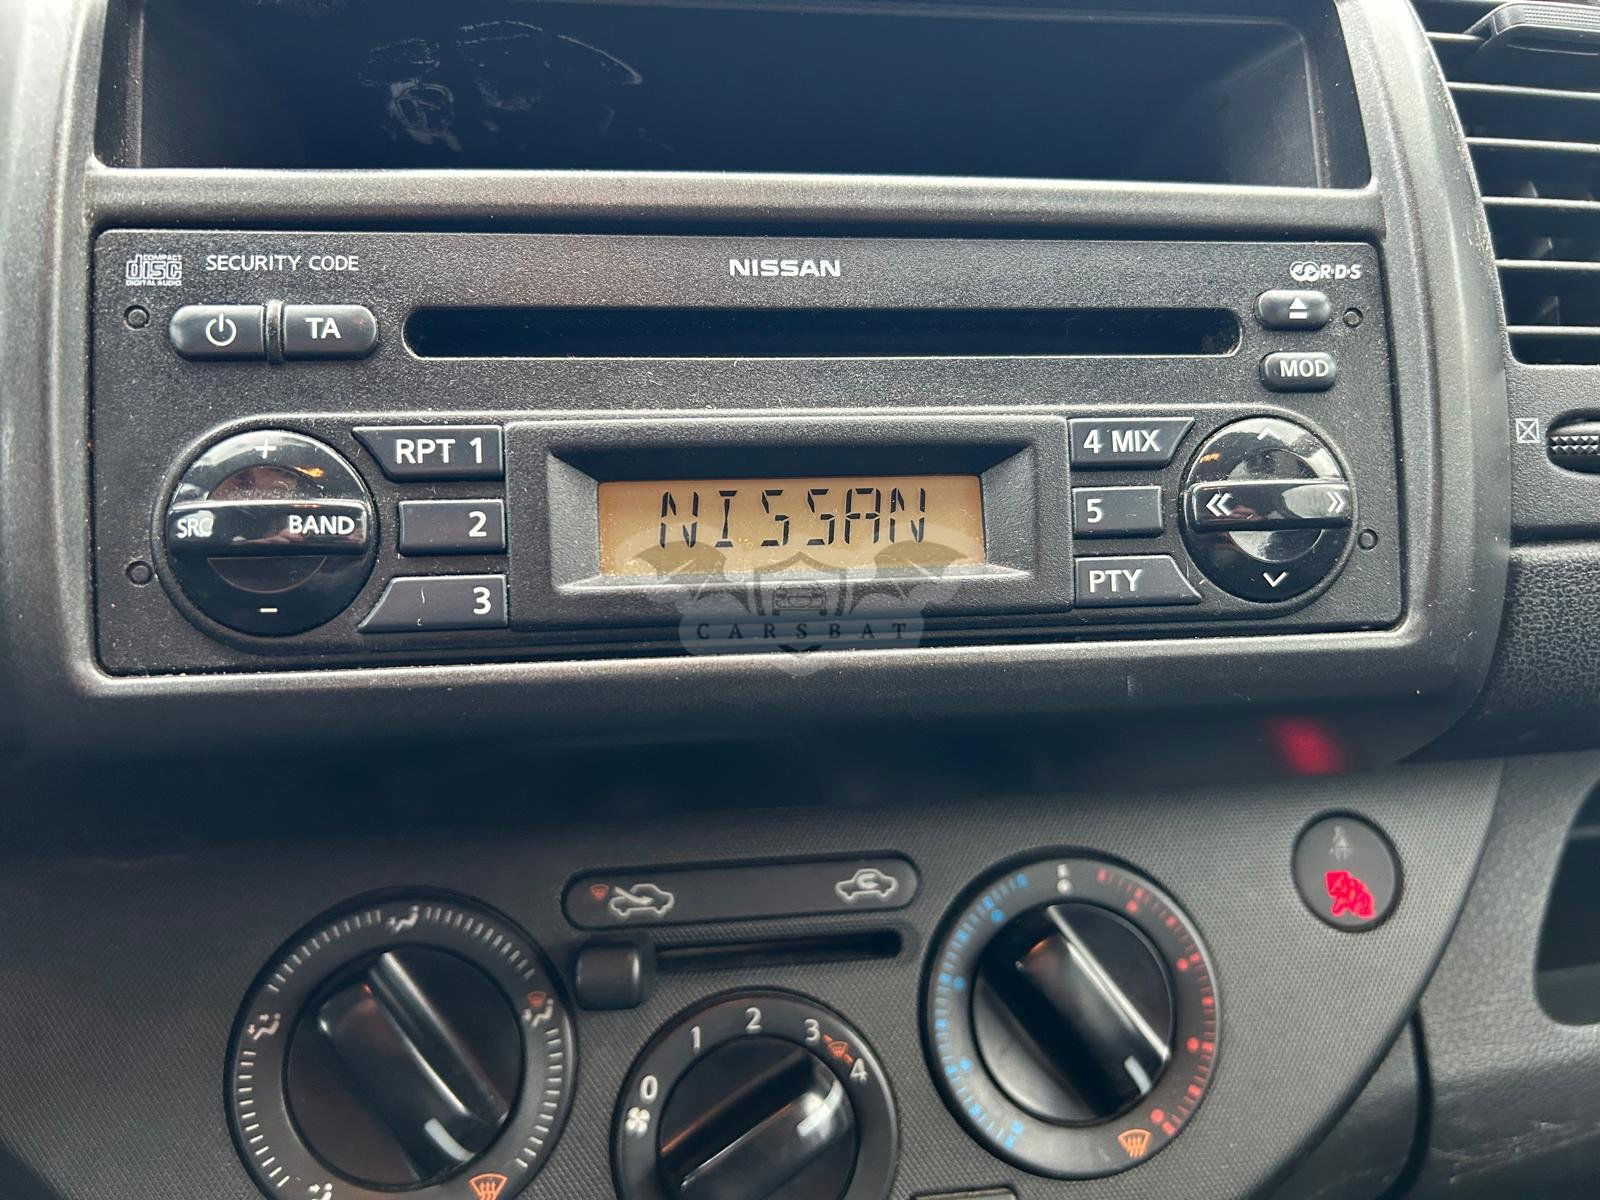 COMPACT
disc
DIGITAL AUDIO
SECURITY CODE
NISSAN
R·D·S
TA
MOD
RPT 1
4 MIX
SRC
BAND
2
NISSAN
5
3
PTY
CARSBAT
0
1
2
3
4